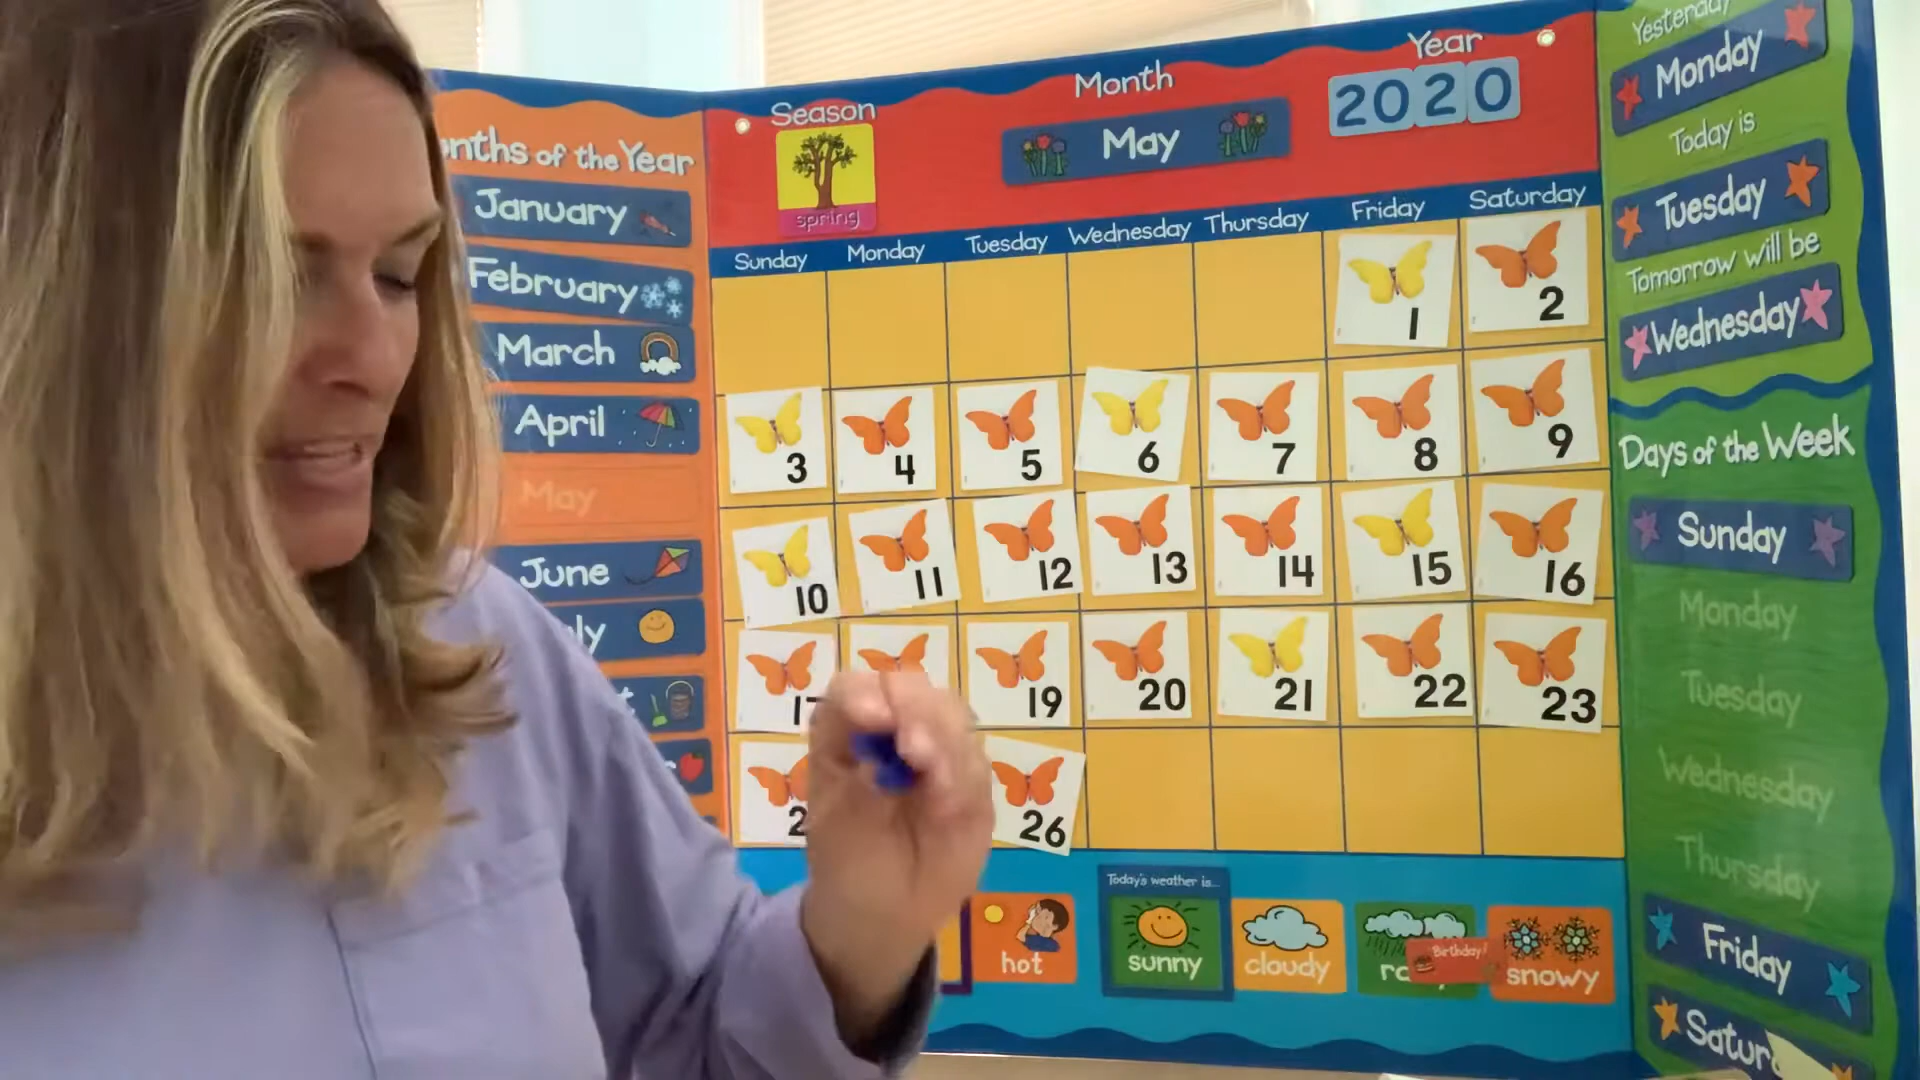 Months of the Year
January
February
March
April
May
June
Season
spring
Month
May
Year
2020
Sunday Monday Tuesday Wednesday Thursday Friday Saturday
1 2
3 4 5 6 7 8 9
10 11 12 13 14 15 16
19 20 21 22 23
26
hot
Today's weather is...
sunny
cloudy
Birthday!
snowy
Yesterday
Monday
Today is
Tuesday
Tomorrow will be
Wednesday
Days of the Week
Sunday
Monday
Tuesday
Wednesday
Thursday
Friday